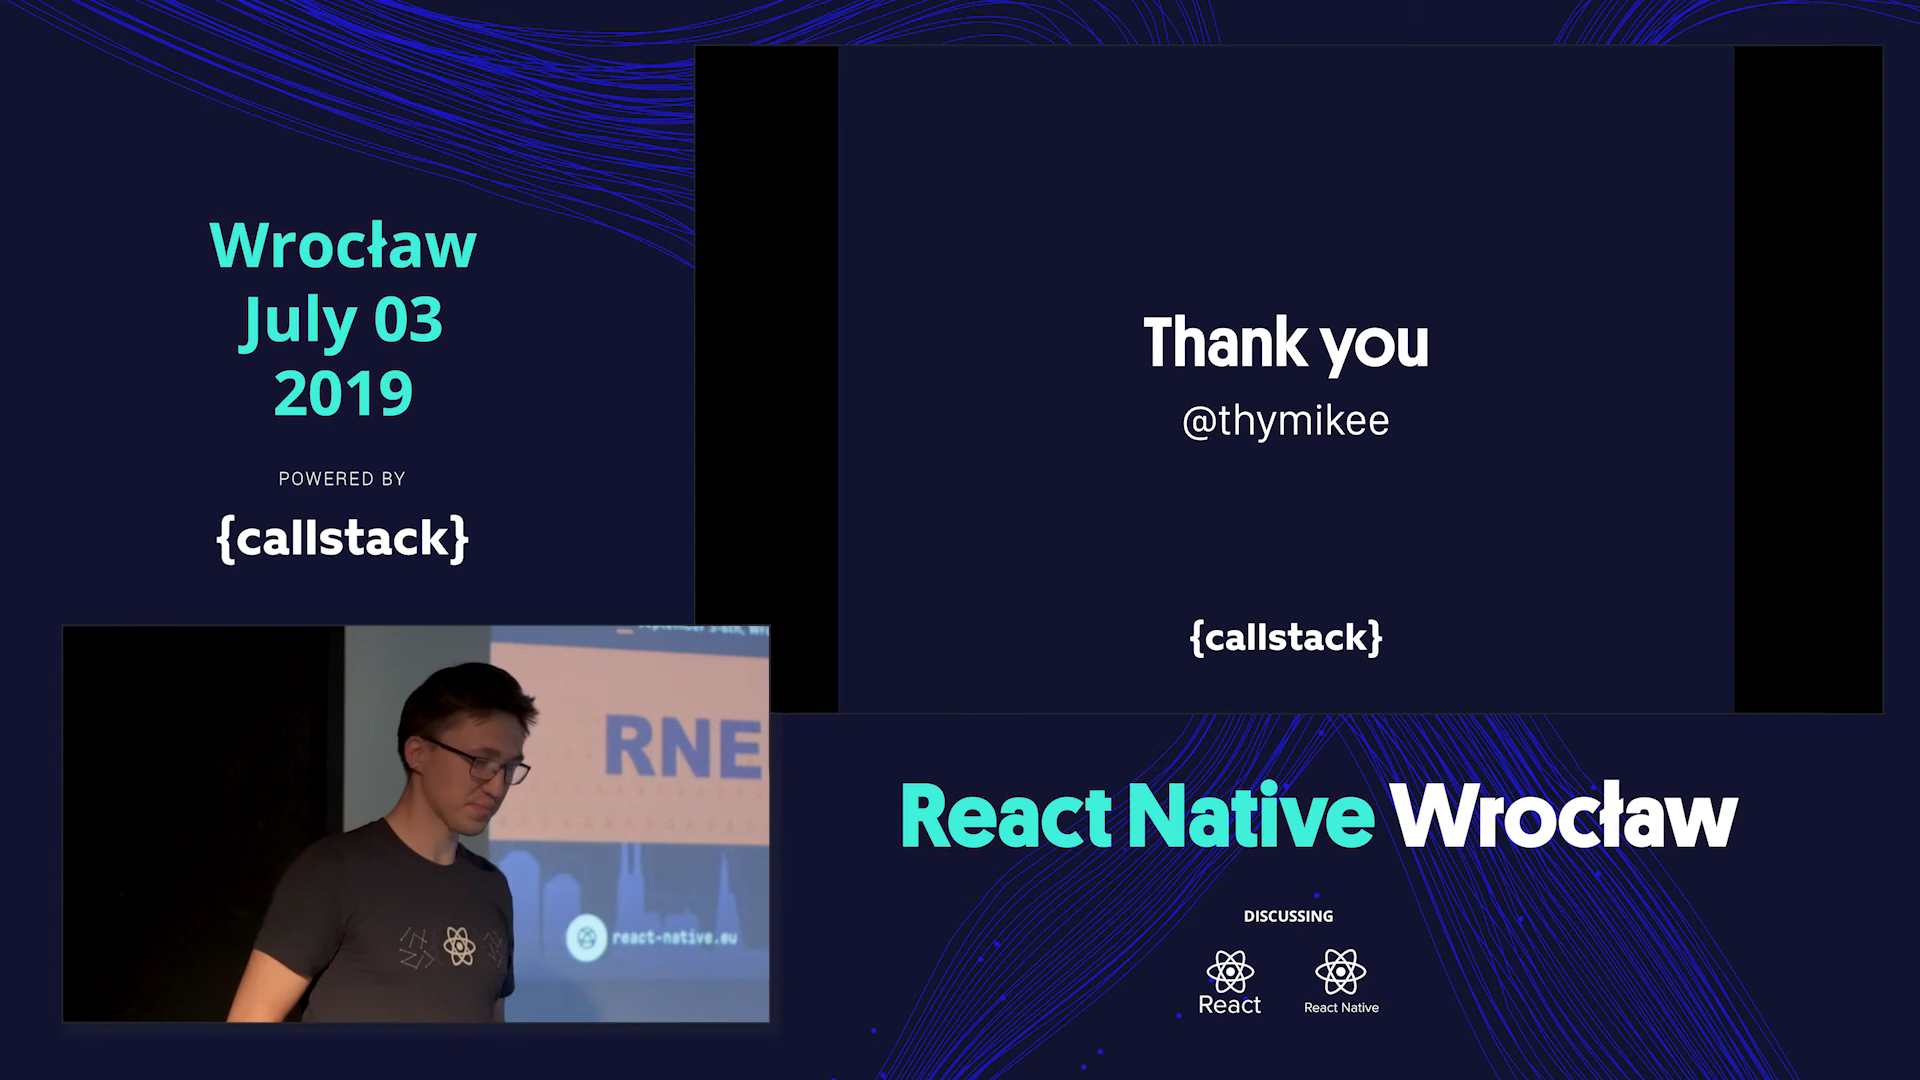 Wrocław
July 03
2019
POWERED BY
{callstack}
Thank you
@thymikee
{callstack}
RNE
react-native.eu
React Native Wrocław
DISCUSSING
React
React Native